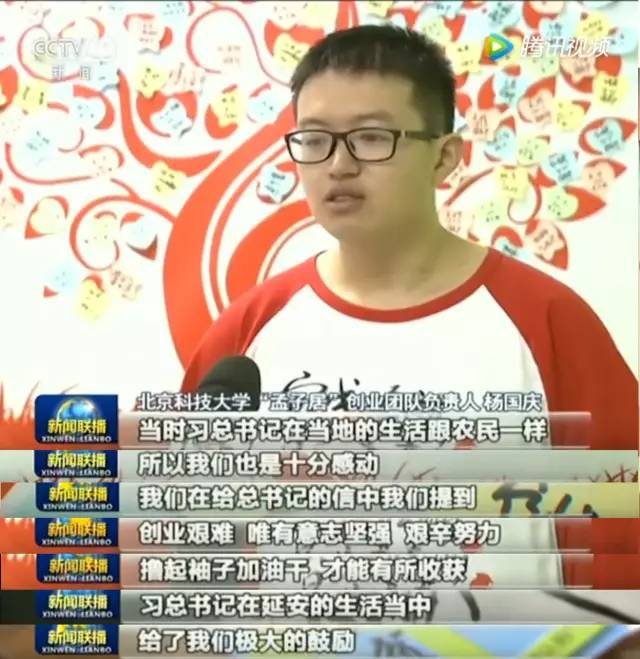 CCTV
新闻
腾讯视频
北京科技大学“孟子居”创业团队负责人 杨国庆
新闻联播
XINWEN LIANBO
当时习总书记在当地的生活跟农民一样
新闻联播
XINWEN LIANBO
所以我们也是十分感动
新闻联播
XINWEN LIANBO
我们在给总书记的信中我们提到
新闻联播
XINWEN LIANBO
创业艰难 唯有意志坚强 艰辛努力
新闻联播
XINWEN LIANBO
撸起袖子加油干 才能有所收获
新闻联播
XINWEN LIANBO
习总书记在延安的生活当中
新闻联播
XINWEN LIANBO
给了我们极大的鼓励